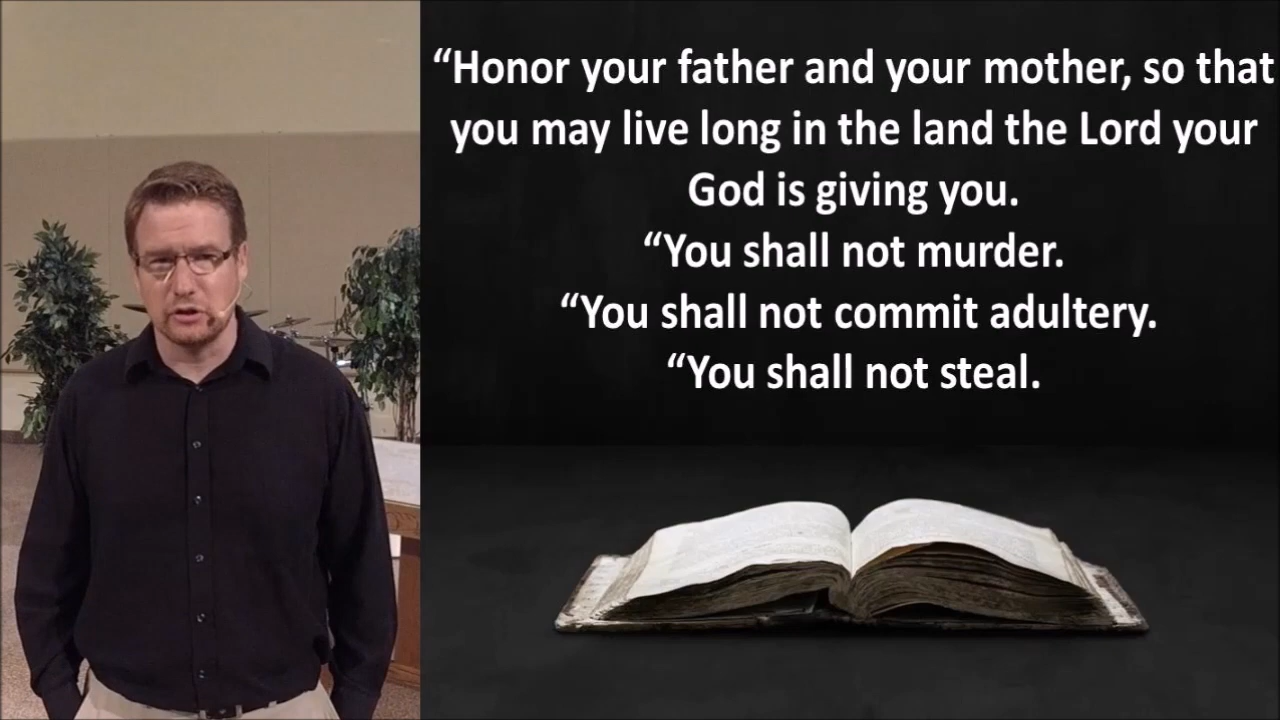 “Honor your father and your mother, so that
you may live long in the land the Lord your
God is giving you.
“You shall not murder.
“You shall not commit adultery.
“You shall not steal.